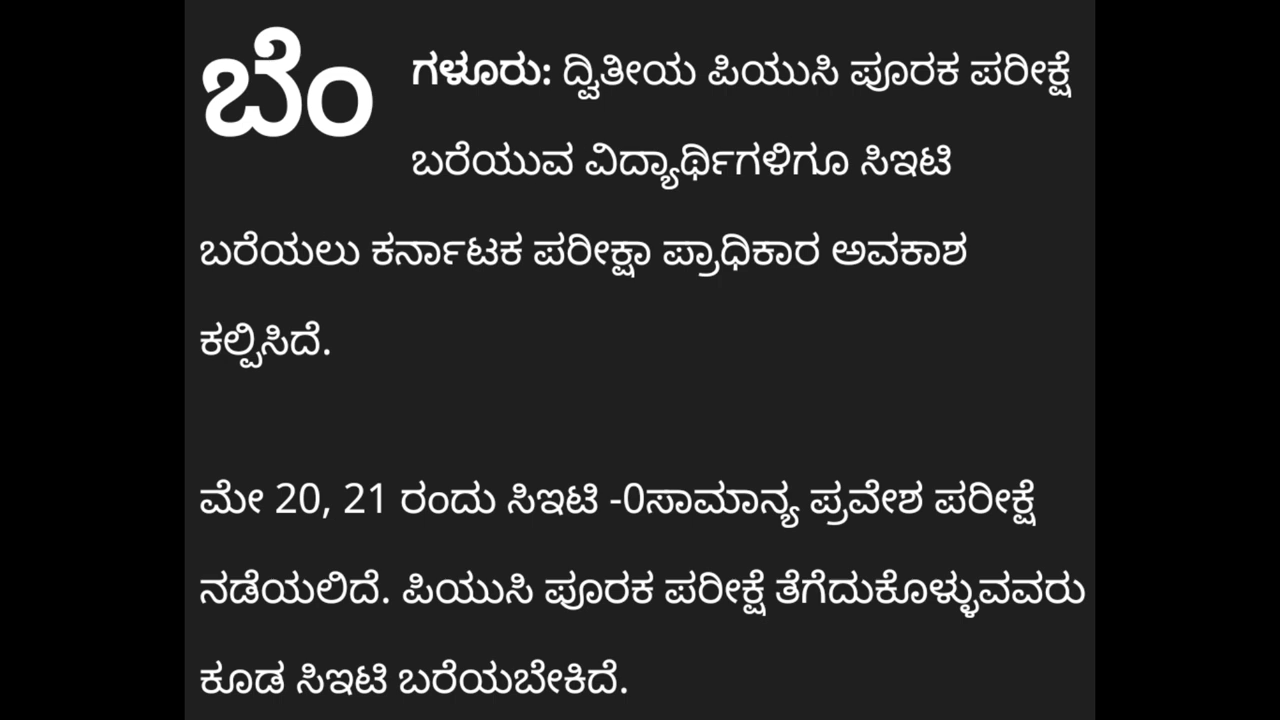 ಬೆಂಗಳೂರು: ದ್ವಿತೀಯ ಪಿಯುಸಿ ಪೂರಕ ಪರೀಕ್ಷೆ
ಬರೆಯುವ ವಿದ್ಯಾರ್ಥಿಗಳಿಗೂ ಸಿಇಟಿ
ಬರೆಯಲು ಕರ್ನಾಟಕ ಪರೀಕ್ಷಾ ಪ್ರಾಧಿಕಾರ ಅವಕಾಶ
ಕಲ್ಪಿಸಿದೆ.
ಮೇ 20, 21 ರಂದು ಸಿಇಟಿ -0ಸಾಮಾನ್ಯ ಪ್ರವೇಶ ಪರೀಕ್ಷೆ
ನಡೆಯಲಿದೆ. ಪಿಯುಸಿ ಪೂರಕ ಪರೀಕ್ಷೆ ತೆಗೆದುಕೊಳ್ಳುವವರು
ಕೂಡ ಸಿಇಟಿ ಬರೆಯಬೇಕಿದೆ.